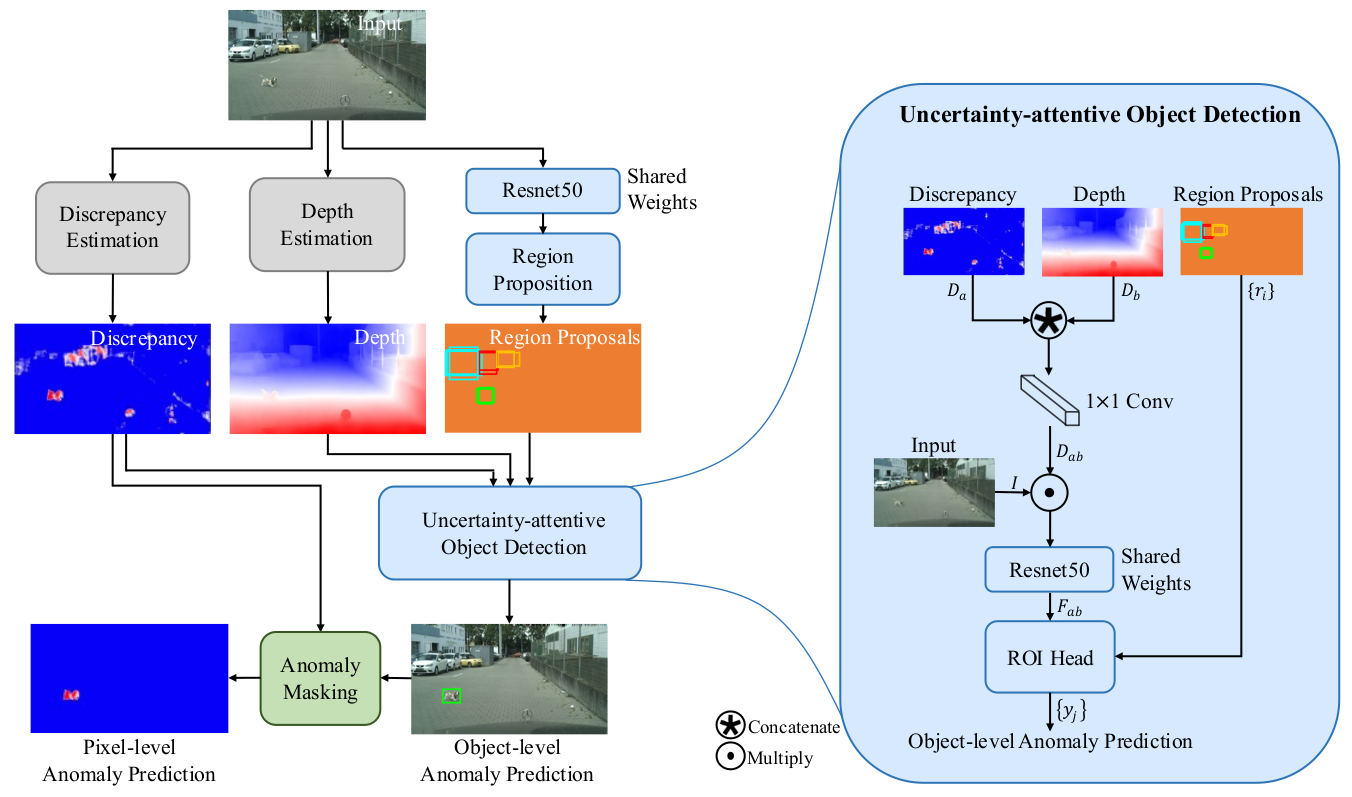 Input
Discrepancy
Estimation
Depth
Estimation
Resnet50
Shared
Weights
Region
Proposition
Discrepancy
Depth
Region Proposals
Uncertainty-attentive
Object Detection
Anomaly
Masking
Pixel-level
Anomaly Prediction
Object-level
Anomaly Prediction
Concatenate
Multiply
Uncertainty-attentive Object Detection
Discrepancy
Depth
Region Proposals
D_a
D_b
{r_i}
1×1 Conv
D_{ab}
Input
I
Resnet50
Shared
Weights
F_{ab}
ROI Head
{y_j}
Object-level Anomaly Prediction